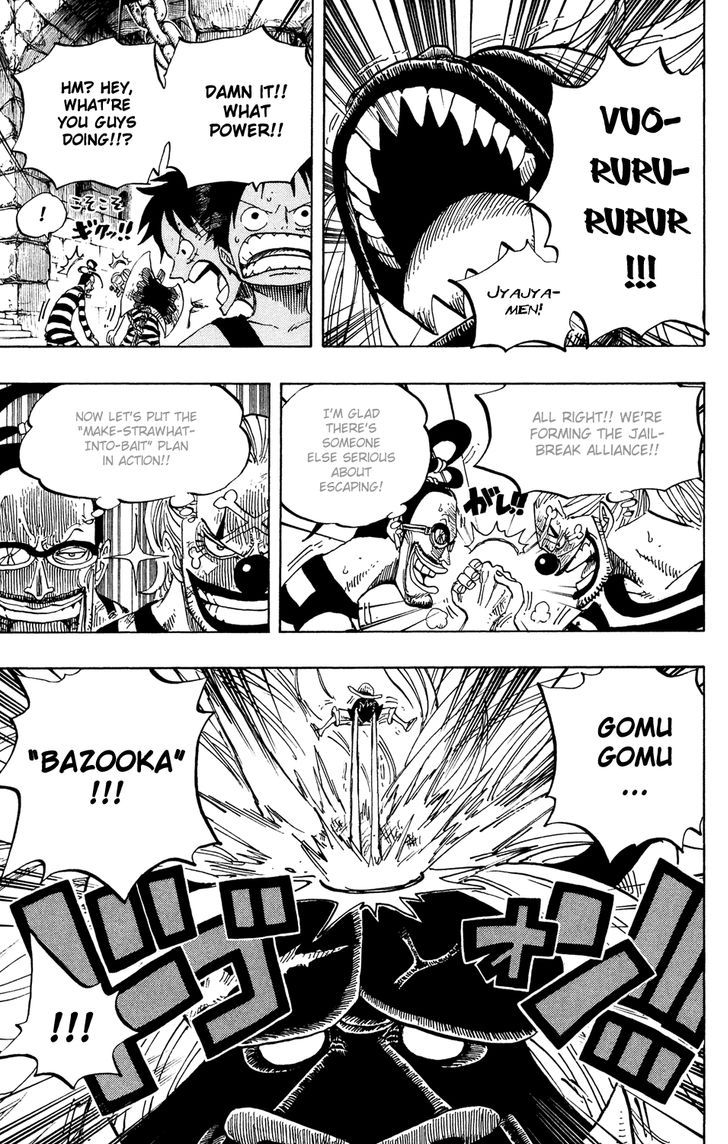 VUO-
RURU-
RURUR
!!!
JYAJYA-
MEN!
DAMN IT!!
WHAT
POWER!!
HM? HEY,
WHAT'RE
YOU GUYS
DOING!!?
こそこそ
ギクッ!!
!
ALL RIGHT!! WE'RE
FORMING THE JAIL-
BREAK ALLIANCE!!
I'M GLAD
THERE'S
SOMEONE
ELSE SERIOUS
ABOUT
ESCAPING!
がしっ!!
NOW LET'S PUT THE
"MAKE-STRAWHAT-
INTO-BAIT" PLAN
IN ACTION!!
GOMU
GOMU
...
"BAZOOKA"
!!!
ズゴォン!!!
!!!